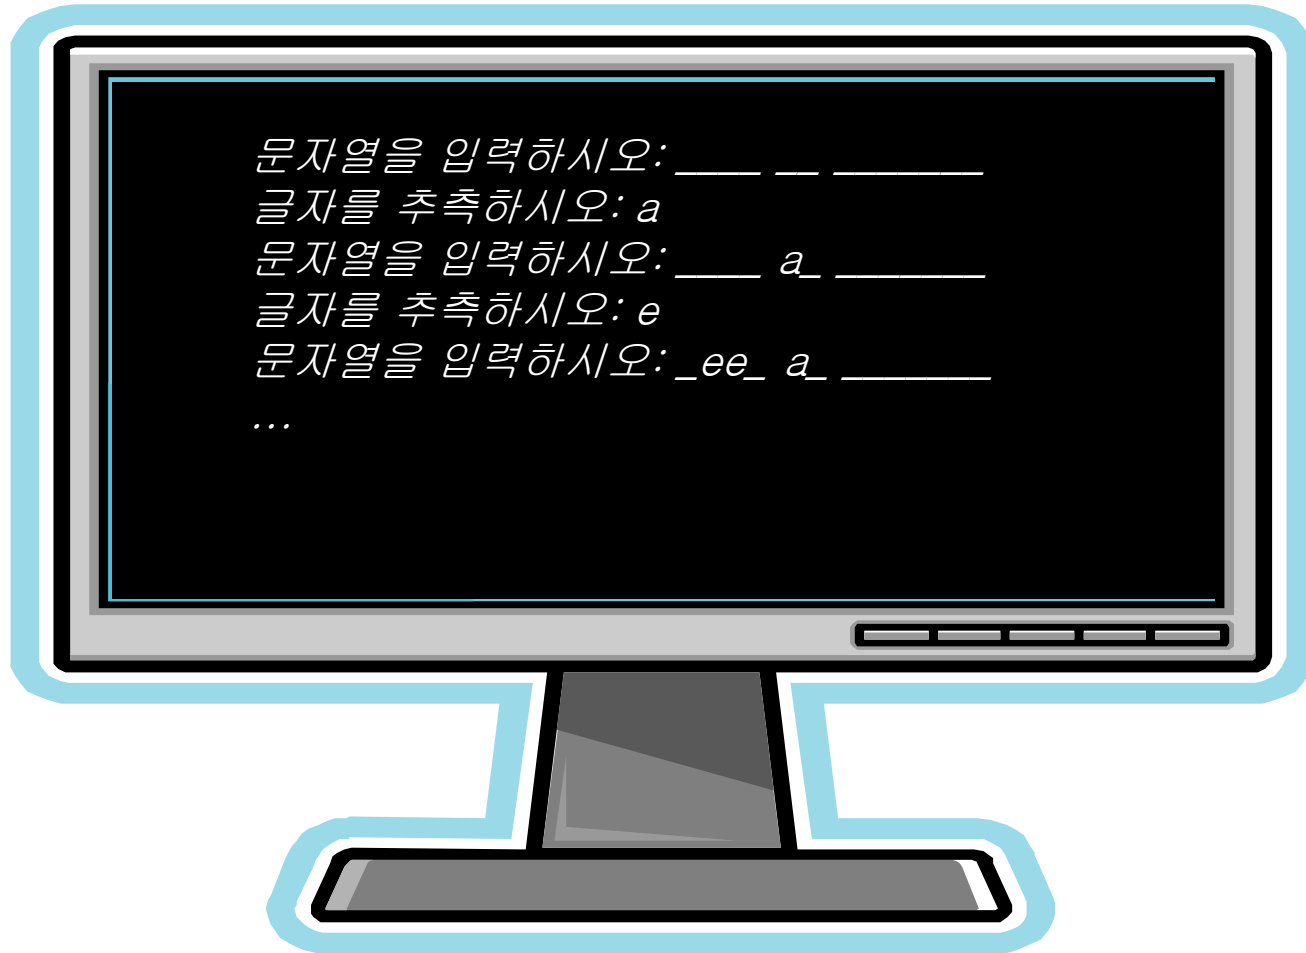 문자열을 입력하시오: ____ __ _______
글자를 추측하시오: a
문자열을 입력하시오: ____ a_ _______
글자를 추측하시오: e
문자열을 입력하시오: _ee_ a_ _______
...